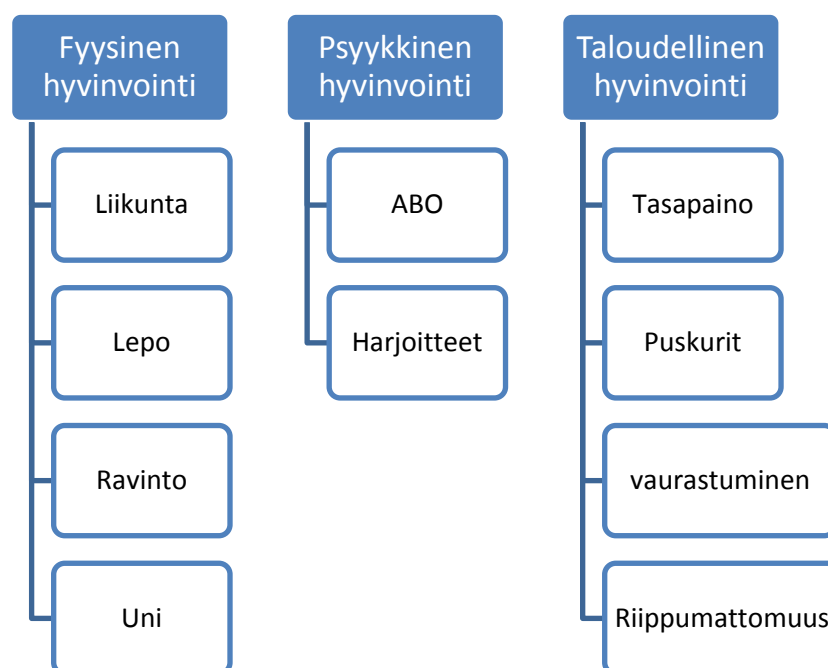 Fyysinen
hyvinvointi
Liikunta
Lepo
Ravinto
Uni
Psyykkinen
hyvinvointi
ABO
Harjoitteet
Taloudellinen
hyvinvointi
Tasapaino
Puskurit
vaurastuminen
Riippumattomuus